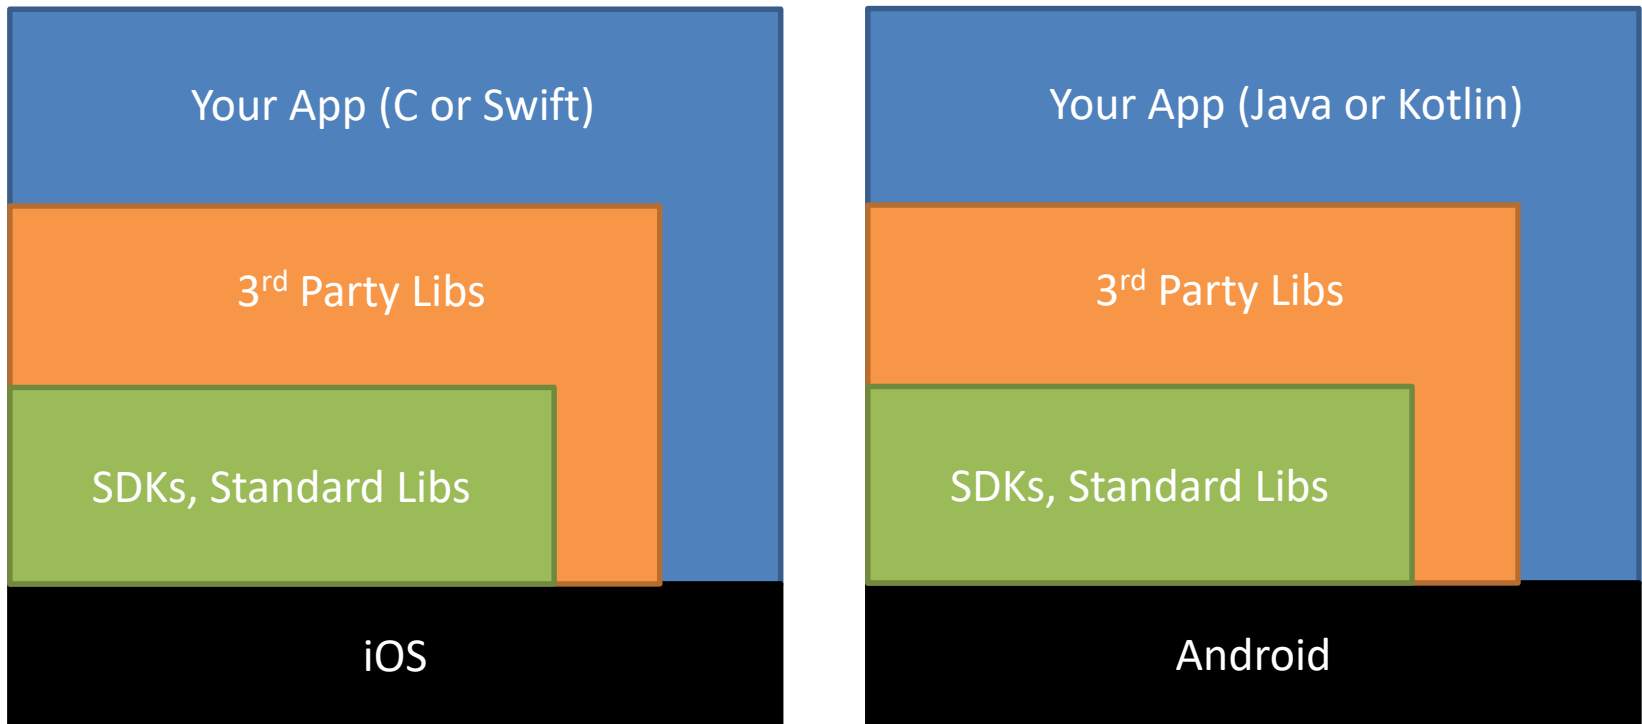 Your App (C or Swift)
3rd Party Libs
SDKs, Standard Libs
iOS
Your App (Java or Kotlin)
3rd Party Libs
SDKs, Standard Libs
Android